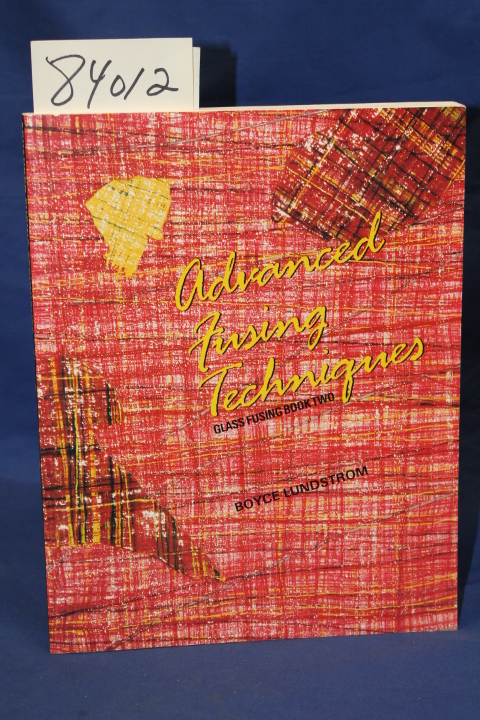 84012
Advanced
Fusing
Techniques
GLASS FUSING BOOK TWO
BOYCE LUNDSTROM